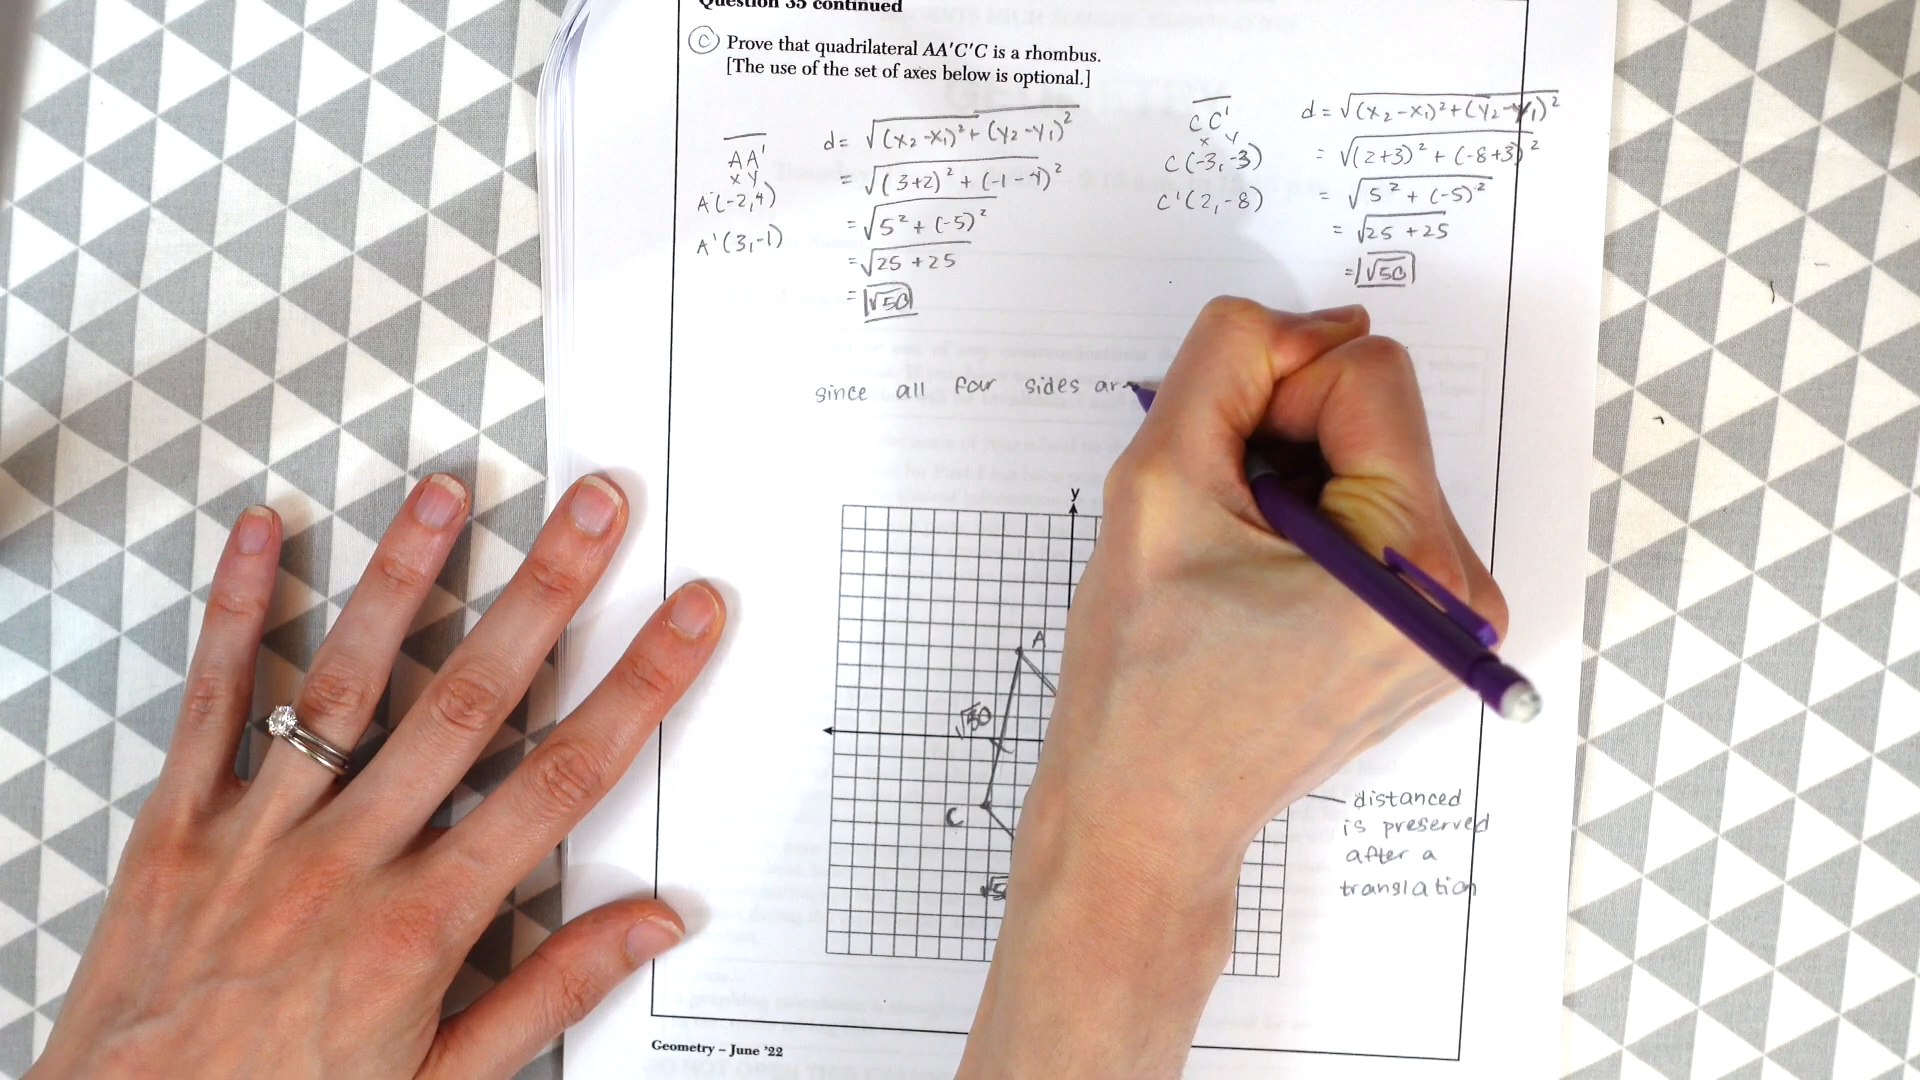 Question 35 continued
C Prove that quadrilateral AA'C'C is a rhombus.
[The use of the set of axes below is optional.]
AA'
x y
A(-2,4)
A'(3,-1)
d = √(x₂-x₁)²+(y₂-y₁)²
= √(3+2)²+(-1-4)²
= √5²+(-5)²
= √25+25
= √50
CC'
x y
C(-3,-3)
C'(2,-8)
d = √(x₂-x₁)²+(y₂-y₁)²
= √(2+3)²+(-8+3)²
= √5²+(-5)²
= √25+25
= √50
since all four sides ar
y
A
√50
C
distanced
is preserved
after a
translation
Geometry – June '22